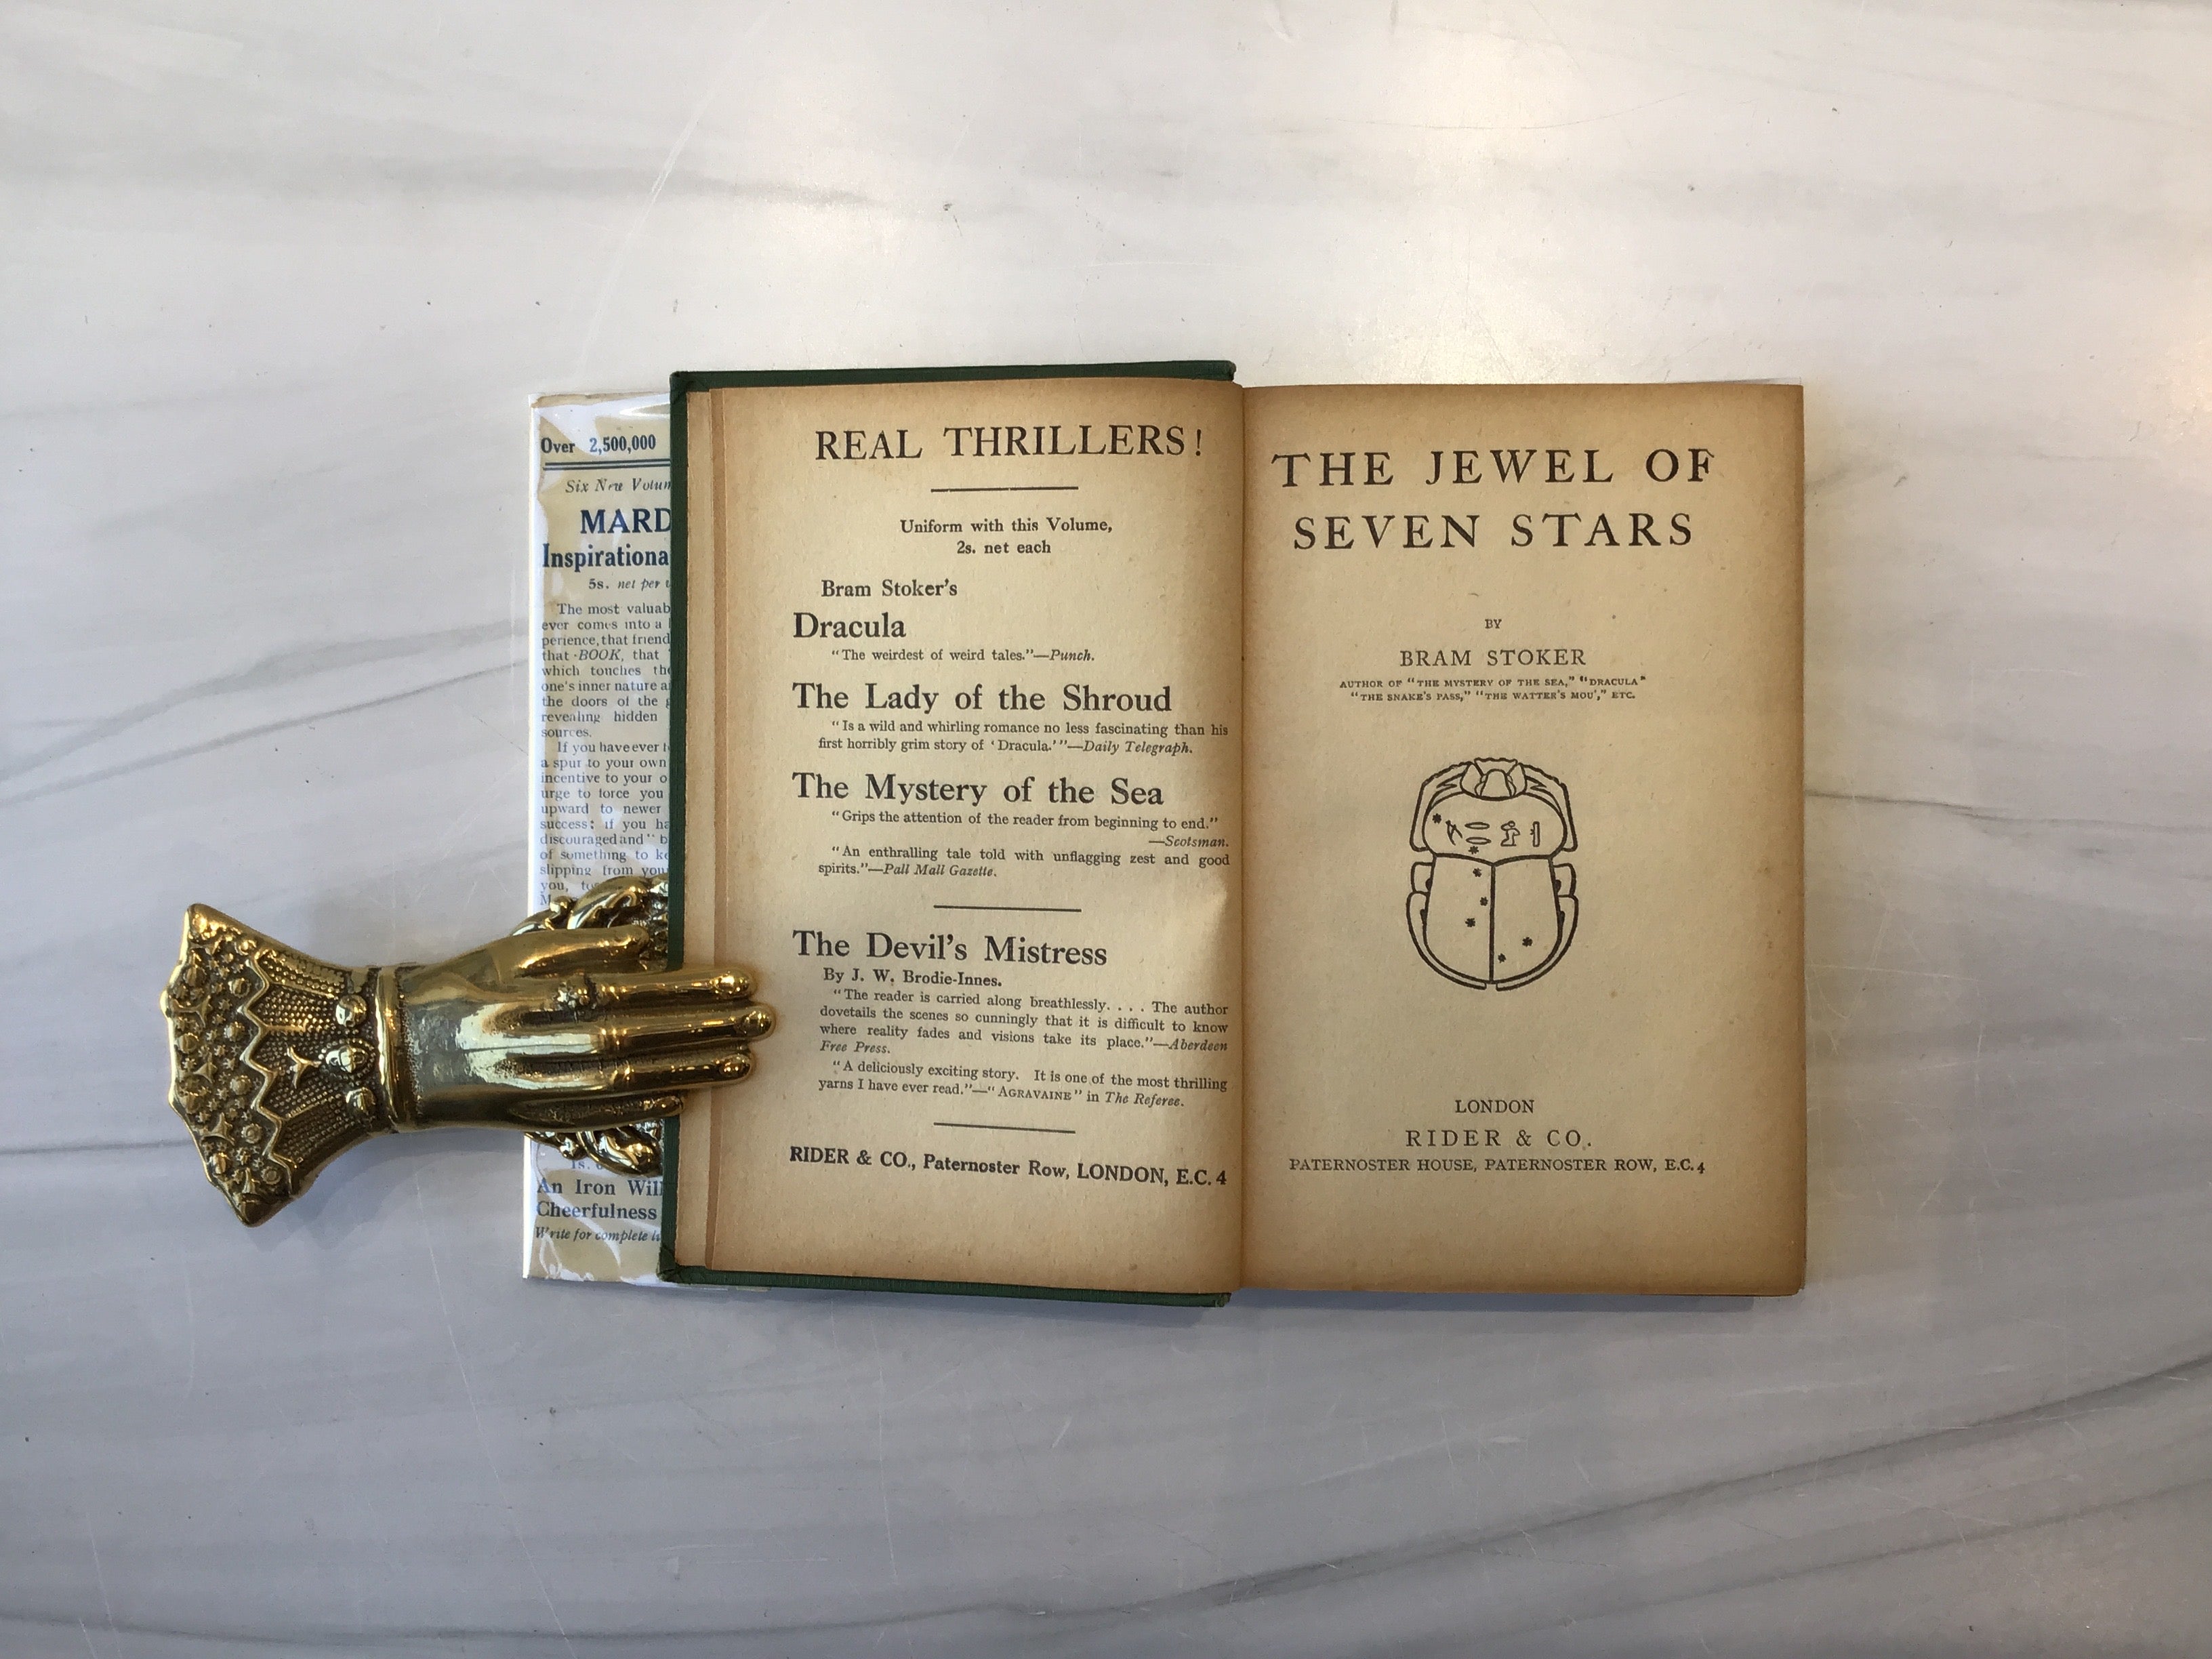 Over 2,500,000
Six New
MARD
Inspirationa
5s. net per
The most valuab
ever comes into a
perience, that friend
that BOOK, that
which touches the
one's inner nature a
the doors of the
revealing hidden
sources.
If you have ever
a spur to your own
incentive to your o
urge to force you
upward to newer
success; if you ha
discouraged and "b
of something to ke
slipping from you
you,
An Iron Will
Cheerfulness
Write for complete
REAL THRILLERS!
Uniform with this Volume,
2s. net each
Bram Stoker's
Dracula
"The weirdest of weird tales."—Punch.
The Lady of the Shroud
"Is a wild and whirling romance no less fascinating than his
first horribly grim story of 'Dracula.'"—Daily Telegraph.
The Mystery of the Sea
"Grips the attention of the reader from beginning to end."
—Scotsman.
"An enthralling tale told with unflagging zest and good
spirits."—Pall Mall Gazette.
The Devil's Mistress
By J. W. Brodie-Innes.
"The reader is carried along breathlessly. . . . The author
dovetails the scenes so cunningly that it is difficult to know
where reality fades and visions take its place."—Aberdeen
Free Press.
"A deliciously exciting story. It is one of the most thrilling
yarns I have ever read."—"AGRAVAINE" in The Referee.
RIDER & CO., Paternoster Row, LONDON, E.C. 4
THE JEWEL OF
SEVEN STARS
BY
BRAM STOKER
AUTHOR OF "THE MYSTERY OF THE SEA," "DRACULA"
"THE SNAKE'S PASS," "THE WATTER'S MOU'," ETC.
LONDON
RIDER & CO.
PATERNOSTER HOUSE, PATERNOSTER ROW, E.C. 4